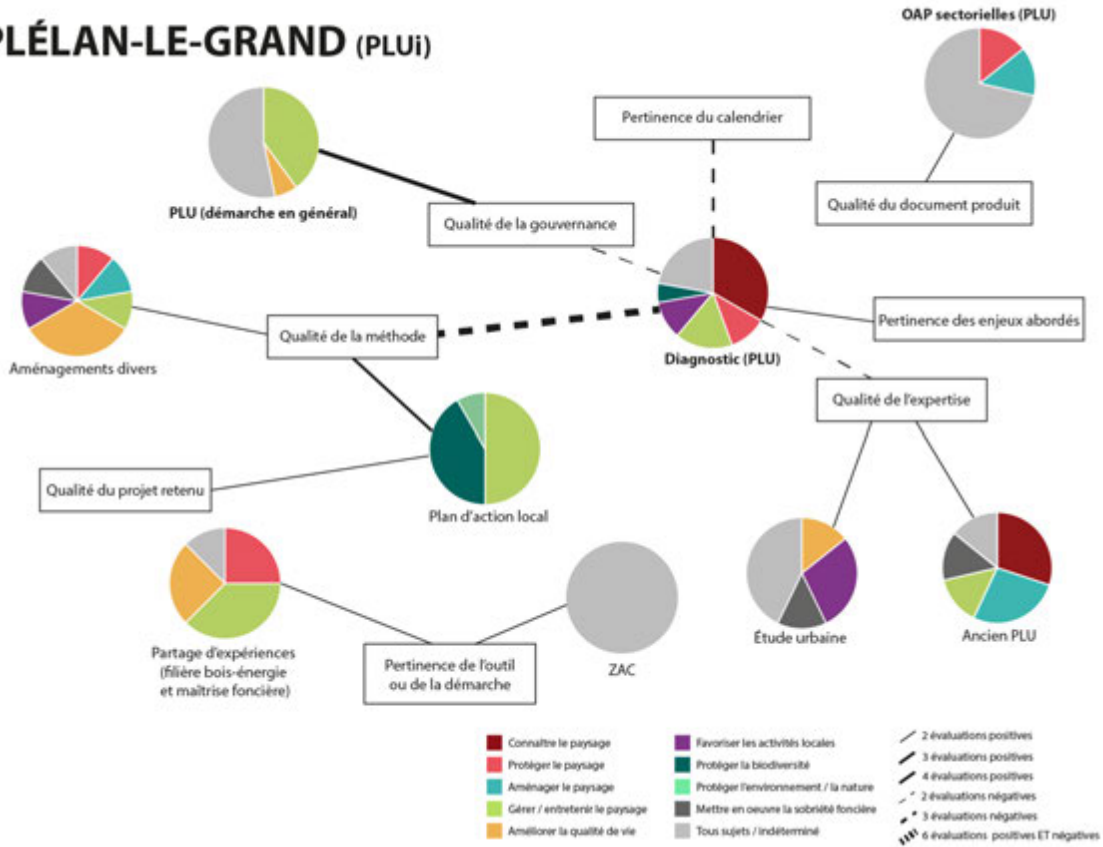 PLÉLAN-LE-GRAND (PLUi)
OAP sectorielles (PLU)
Pertinence du calendrier
Qualité du document produit
PLU (démarche en général)
Qualité de la gouvernance
Qualité de la méthode
Pertinence des enjeux abordés
Aménagements divers
Diagnostic (PLU)
Qualité de l'expertise
Qualité du projet retenu
Plan d'action local
Étude urbaine
Ancien PLU
Partage d'expériences
(filière bois-énergie
et maîtrise foncière)
Pertinence de l'outil
ou de la démarche
ZAC
Connaître le paysage
Protéger le paysage
Aménager le paysage
Gérer / entretenir le paysage
Améliorer la qualité de vie
Favoriser les activités locales
Protéger la biodiversité
Protéger l'environnement / la nature
Mettre en oeuvre la sobriété foncière
Tous sujets / indéterminé
2 évaluations positives
3 évaluations positives
4 évaluations positives
2 évaluations négatives
3 évaluations négatives
6 évaluations positives ET négatives